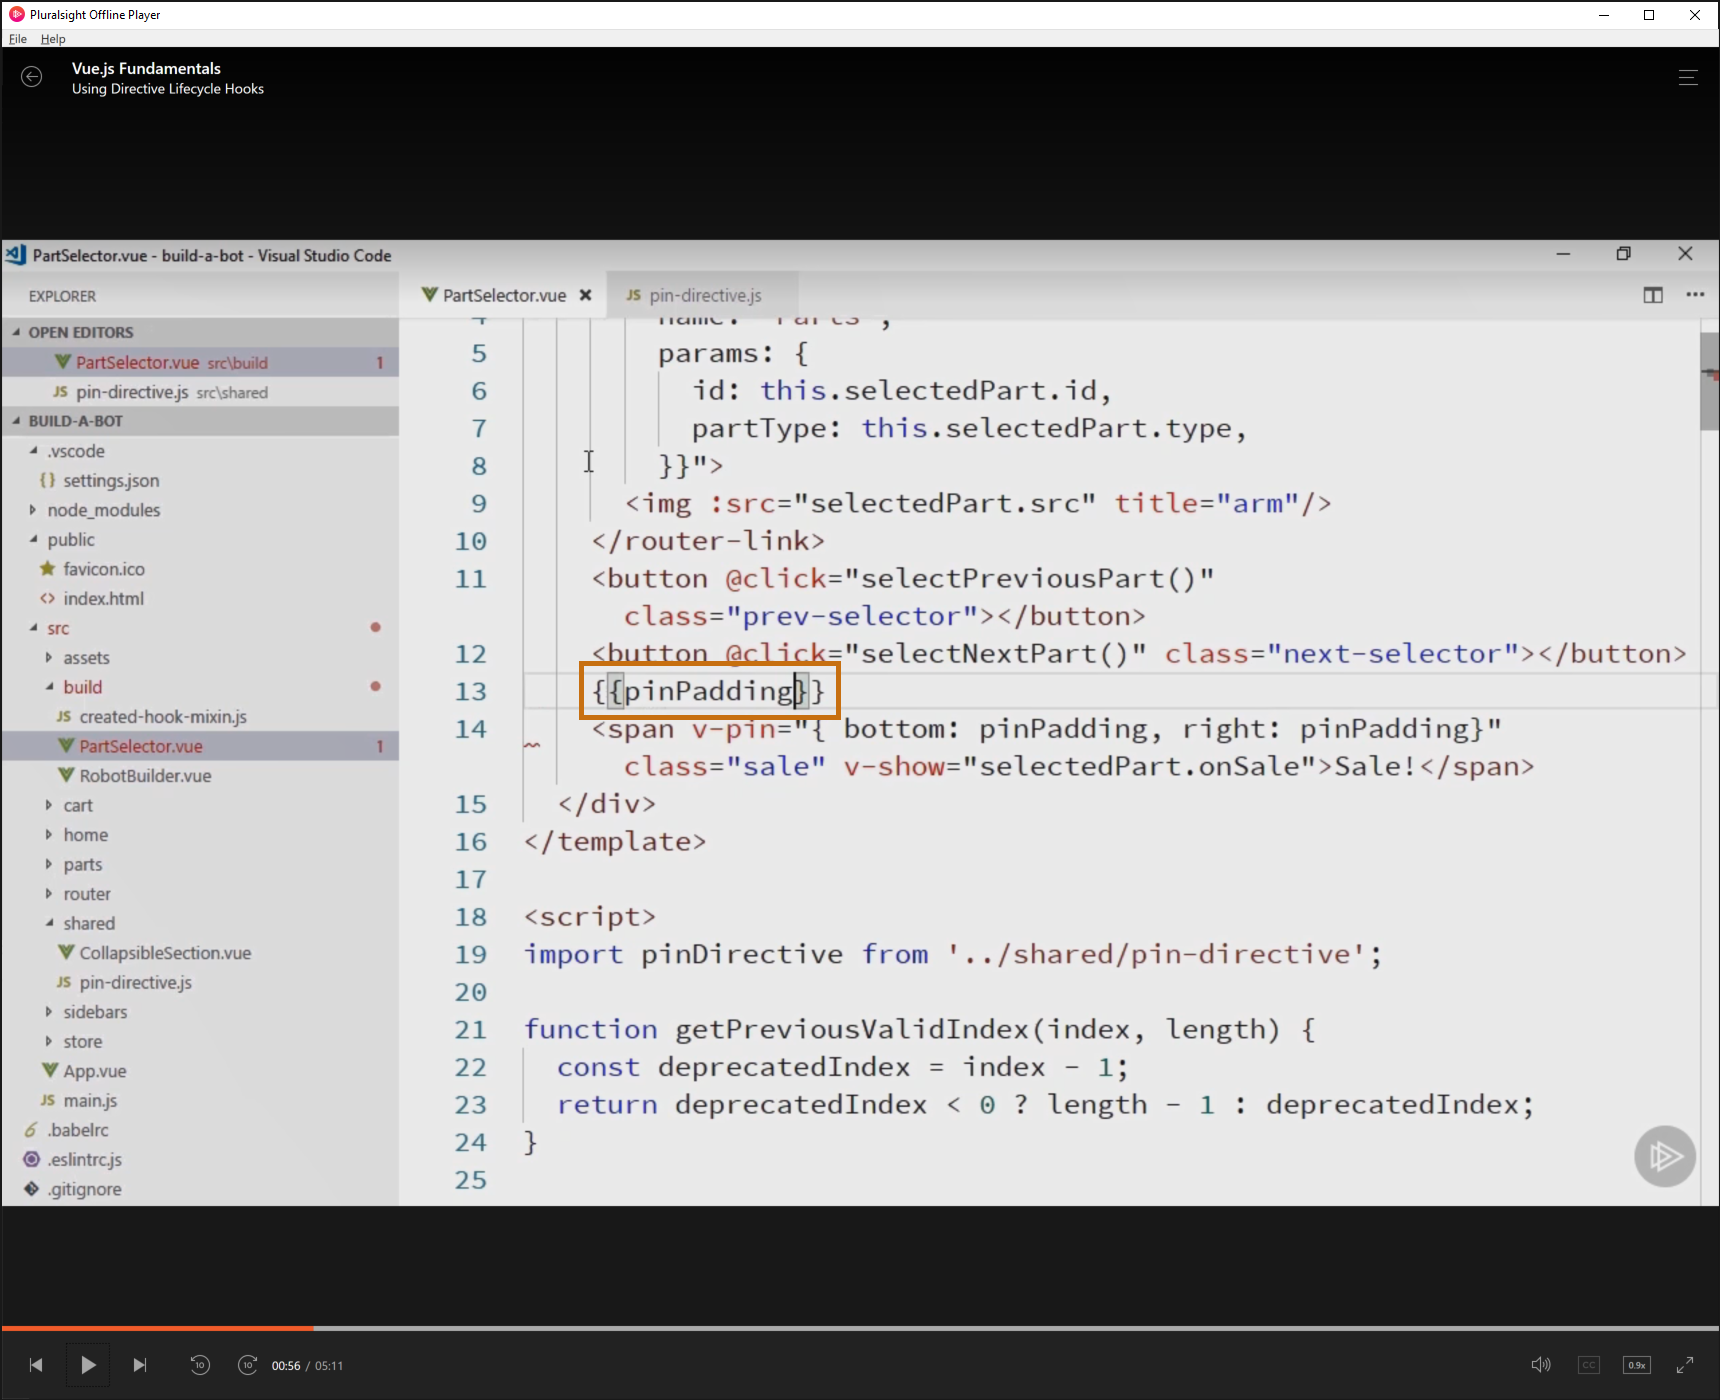 Pluralsight Offline Player
File Help
Vue.js Fundamentals
Using Directive Lifecycle Hooks
PartSelector.vue - build-a-bot - Visual Studio Code
EXPLORER
OPEN EDITORS
PartSelector.vue src\build 1
JS pin-directive.js src\shared
BUILD-A-BOT
.vscode
{} settings.json
node_modules
public
favicon.ico
<> index.html
src
assets
build
JS created-hook-mixin.js
PartSelector.vue 1
RobotBuilder.vue
cart
home
parts
router
shared
CollapsibleSection.vue
JS pin-directive.js
sidebars
store
App.vue
JS main.js
.babelrc
.eslintrc.js
.gitignore
PartSelector.vue
JS pin-directive.js
4 name: 'Parts',
5 params: {
6 id: this.selectedPart.id,
7 partType: this.selectedPart.type,
8 }}">
9 <img :src="selectedPart.src" title="arm"/>
10 </router-link>
11 <button @click="selectPreviousPart()"
class="prev-selector"></button>
12 <button @click="selectNextPart()" class="next-selector"></button>
13 {{pinPadding}}
14 <span v-pin="{ bottom: pinPadding, right: pinPadding}"
class="sale" v-show="selectedPart.onSale">Sale!</span>
15 </div>
16 </template>
17
18 <script>
19 import pinDirective from '../shared/pin-directive';
20
21 function getPreviousValidIndex(index, length) {
22 const deprecatedIndex = index - 1;
23 return deprecatedIndex < 0 ? length - 1 : deprecatedIndex;
24 }
25
10 10 00:56 / 05:11 CC 0.9x